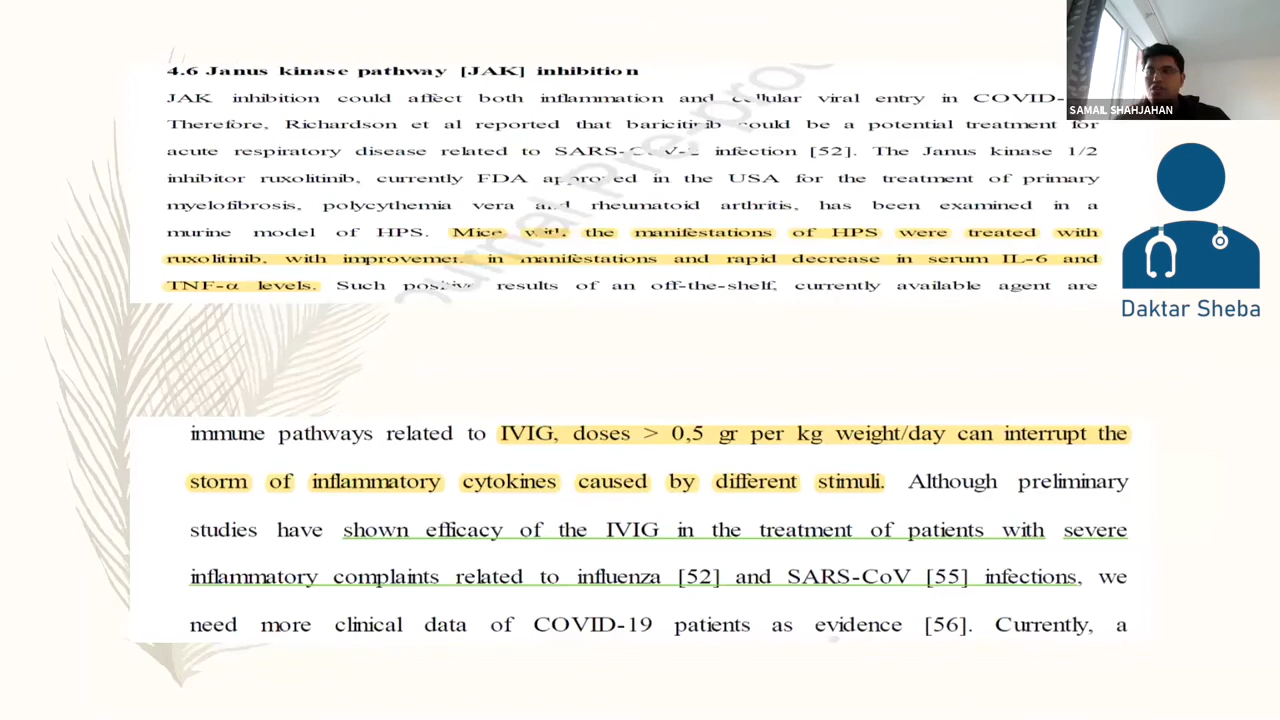 4.6 Janus kinase pathway [JAK] inhibition
JAK inhibition could affect both inflammation and cellular viral entry in COVID-
Therefore, Richardson et al reported that baricitinib could be a potential treatment for
acute respiratory disease related to SARS-CoV-2 infection [52]. The Janus kinase 1/2
inhibitor ruxolitinib, currently FDA approved in the USA for the treatment of primary
myelofibrosis, polycythemia vera and rheumatoid arthritis, has been examined in a
murine model of HPS. Mice with the manifestations of HPS were treated with
ruxolitinib, with improvement in manifestations and rapid decrease in serum IL-6 and
TNF-α levels. Such positive results of an off-the-shelf, currently available agent are
immune pathways related to IVIG, doses > 0,5 gr per kg weight/day can interrupt the
storm of inflammatory cytokines caused by different stimuli. Although preliminary
studies have shown efficacy of the IVIG in the treatment of patients with severe
inflammatory complaints related to influenza [52] and SARS-CoV [55] infections, we
need more clinical data of COVID-19 patients as evidence [56]. Currently, a
SAMAIL SHAHJAHAN
Daktar Sheba